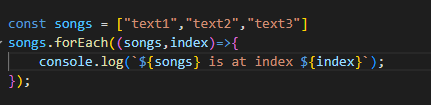 const songs = ["text1","text2","text3"]
songs.forEach((songs,index)=>{
    console.log(`${songs} is at index ${index}`);
});